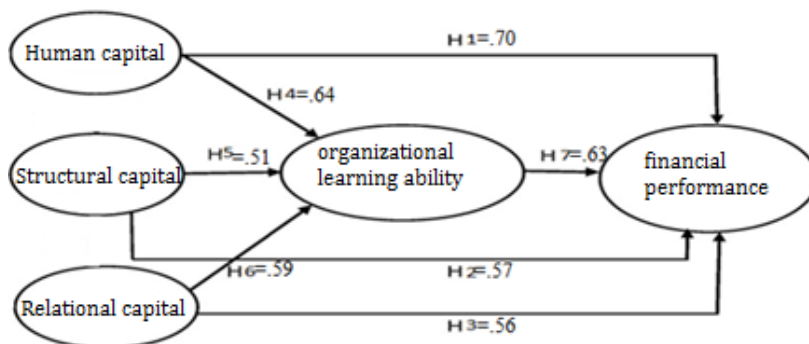 Human capital
H1=.70
H4=.64
Structural capital
H5=.51
organizational
learning ability
H7=.63
financial
performance
H6=.59
H2=.57
Relational capital
H3=.56